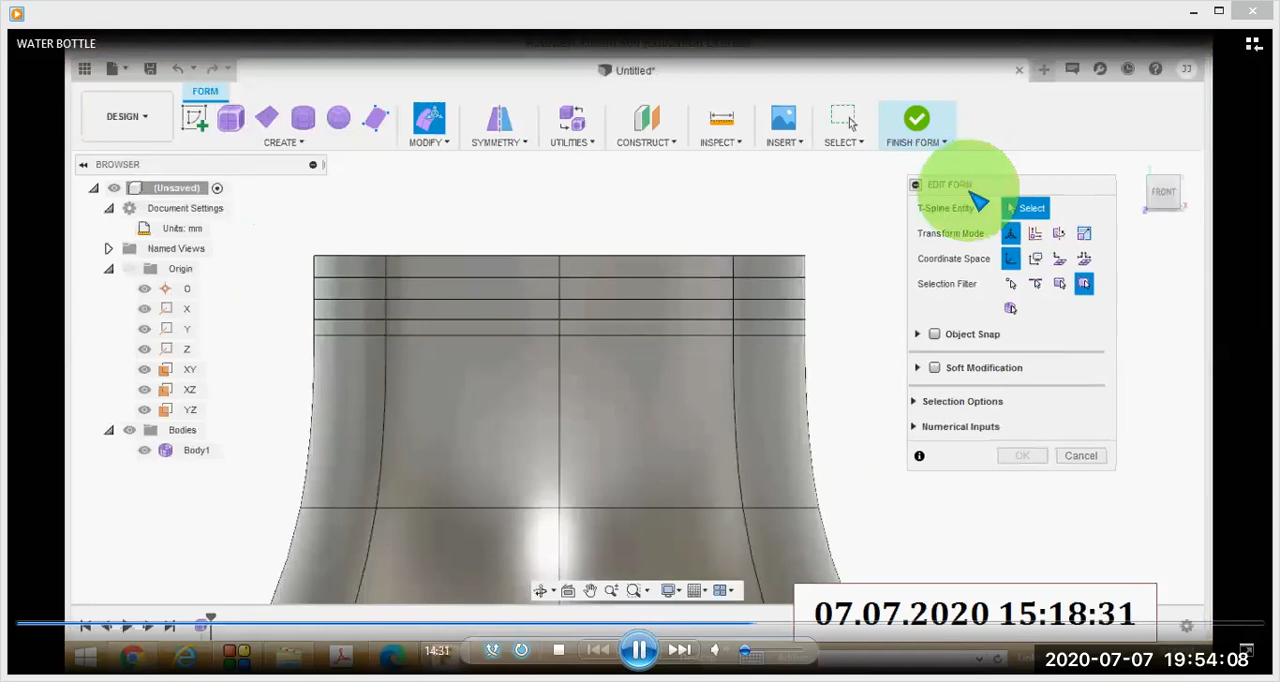 WATER BOTTLE
Untitled*
JJ
FORM
DESIGN
CREATE
MODIFY
SYMMETRY
UTILITIES
CONSTRUCT
INSPECT
INSERT
SELECT
FINISH FORM
BROWSER
(Unsaved)
Document Settings
Units: mm
Named Views
Origin
O
X
Y
Z
XY
XZ
YZ
Bodies
Body1
EDIT FORM
T-Spline Entity
Select
Transform Mode
Coordinate Space
Selection Filter
Object Snap
Soft Modification
Selection Options
Numerical Inputs
OK
Cancel
FRONT
07.07.2020 15:18:31
14:31
2020-07-07 19:54:08